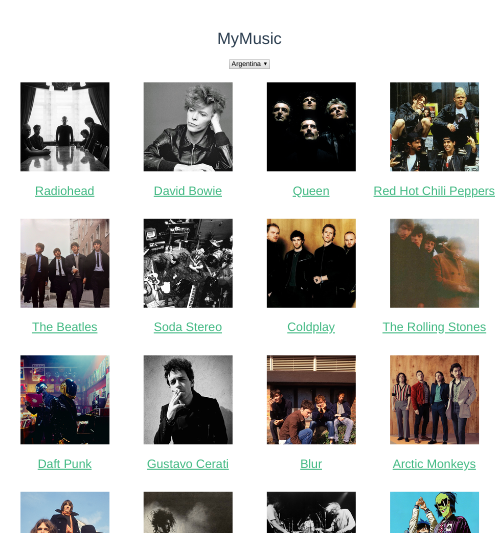 MyMusic
Argentina
Radiohead
David Bowie
Queen
Red Hot Chili Peppers
The Beatles
Soda Stereo
Coldplay
The Rolling Stones
Daft Punk
Gustavo Cerati
Blur
Arctic Monkeys